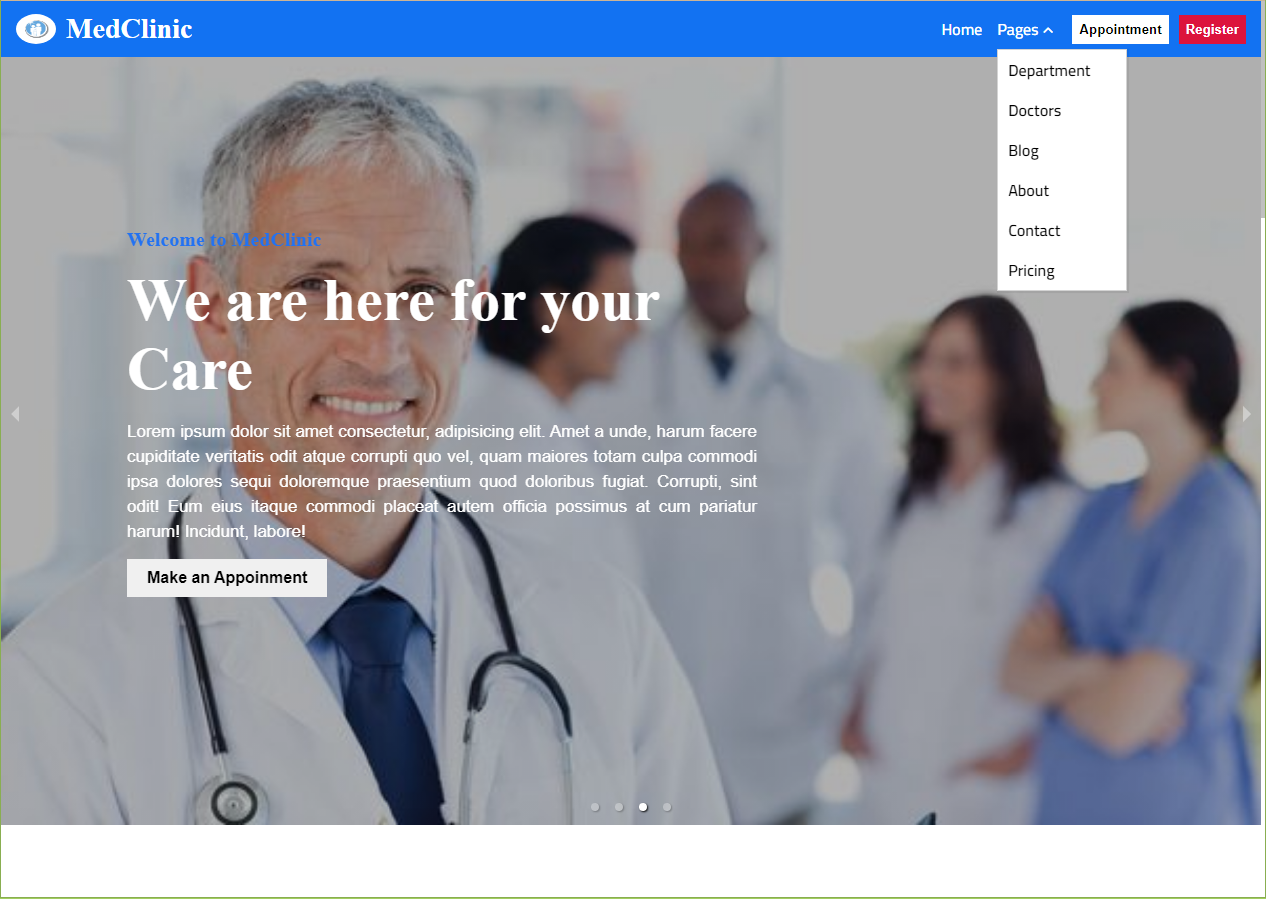 MedClinic
Home Pages Appointment Register
Department
Doctors
Blog
About
Contact
Pricing
Welcome to MedClinic
We are here for your
Care
Lorem ipsum dolor sit amet consectetur, adipisicing elit. Amet a unde, harum facere
cupiditate veritatis odit atque corrupti quo vel, quam maiores totam culpa commodi
ipsa dolores sequi doloremque praesentium quod doloribus fugiat. Corrupti, sint
odit! Eum eius itaque commodi placeat autem officia possimus at cum pariatur
harum! Incidunt, labore!
Make an Appoinment